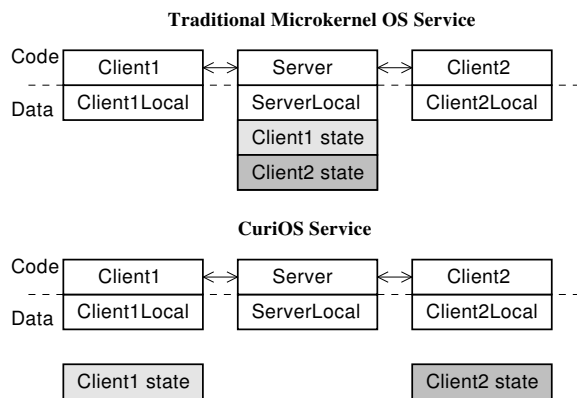 Traditional Microkernel OS Service
Code
Client1
Server
Client2
Data
Client1Local
ServerLocal
Client2Local
Client1 state
Client2 state
CuriOS Service
Code
Client1
Server
Client2
Data
Client1Local
ServerLocal
Client2Local
Client1 state
Client2 state